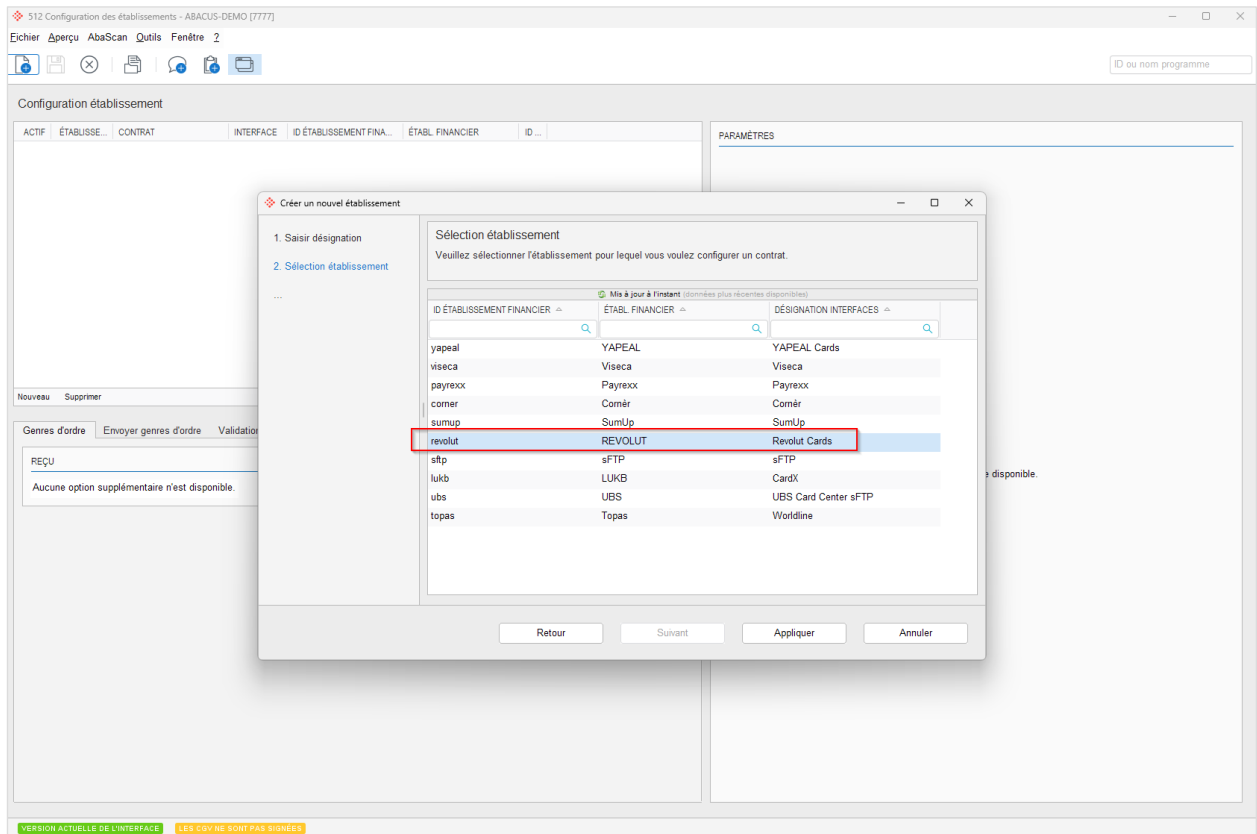 512 Configuration des établissements - ABACUS-DEMO [7777]
Eichier Aperçu AbaScan Outils Fenêtre ?
ID ou nom programme
Configuration établissement
ACTIF ÉTABLISSE... CONTRAT INTERFACE ID ÉTABLISSEMENT FINA... ÉTABL. FINANCIER ID ...
PARAMÈTRES
Créer un nouvel établissement
1. Saisir désignation
2. Sélection établissement
...
Sélection établissement
Veuillez sélectionner l'établissement pour lequel vous voulez configurer un contrat.
Mis à jour à l'instant (données plus récentes disponibles)
ID ÉTABLISSEMENT FINANCIER ÉTABL. FINANCIER DÉSIGNATION INTERFACES
yapeal YAPEAL YAPEAL Cards
viseca Viseca Viseca
payrexx Payrexx Payrexx
corner Cornèr Cornèr
sumup SumUp SumUp
revolut REVOLUT Revolut Cards
sftp sFTP sFTP
lukb LUKB CardX
ubs UBS UBS Card Center sFTP
topas Topas Worldline
Retour Suivant Appliquer Annuler
Nouveau Supprimer
Genres d'ordre Envoyer genres d'ordre Validation
REÇU
Aucune option supplémentaire n'est disponible.
e disponible.
VERSION ACTUELLE DE L'INTERFACE LES CGV NE SONT PAS SIGNÉES